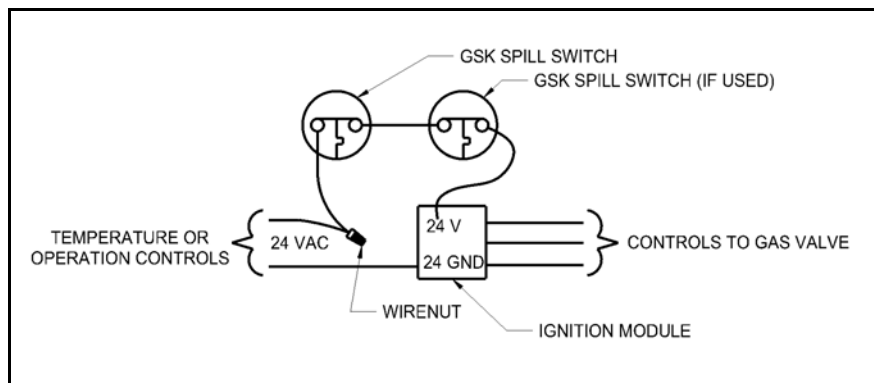 GSK SPILL SWITCH
GSK SPILL SWITCH (IF USED)
TEMPERATURE OR
OPERATION CONTROLS
24 VAC
24 V
24 GND
CONTROLS TO GAS VALVE
WIRENUT
IGNITION MODULE